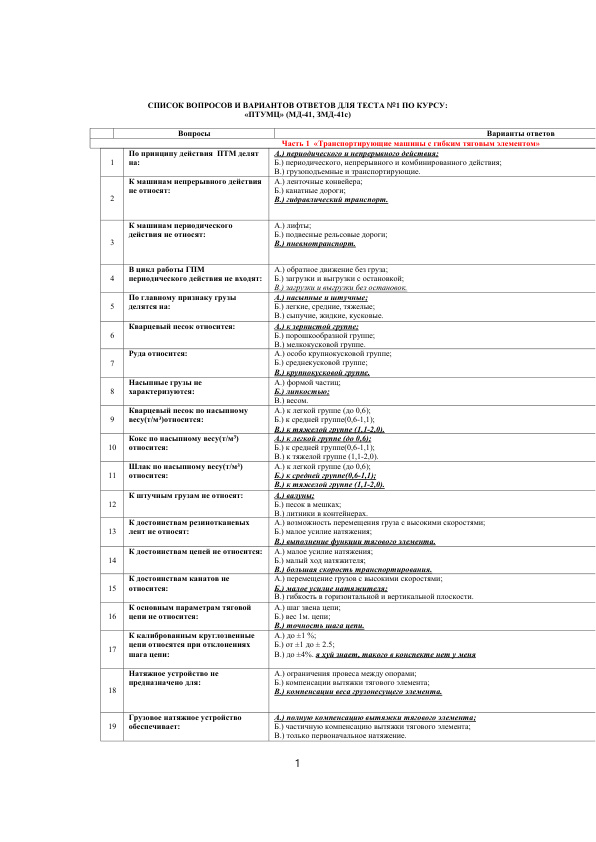 СПИСОК ВОПРОСОВ И ВАРИАНТОВ ОТВЕТОВ ДЛЯ ТЕСТА №1 ПО КУРСУ:
«ПТУМЦ» (МД-41, ЗМД-41с)
Вопросы Варианты ответов
Часть 1 «Транспортирующие машины с гибким тяговым элементом»
1 По принципу действия ПТМ делят на:
А.) периодического и непрерывного действия;
Б.) периодического, непрерывного и комбинированного действия;
В.) грузоподъемные и транспортирующие.
2 К машинам непрерывного действия
не относят:
А.) ленточные конвейера;
Б.) канатные дороги;
В.) гидравлический транспорт.
3 К машинам периодического
действия не относят:
А.) лифты;
Б.) подвесные рельсовые дороги;
В.) пневмотранспорт.
4 В цикл работы ГПМ
периодического действия не входят:
А.) обратное движение без груза;
Б.) загрузки и выгрузки с остановкой;
В.) загрузки и выгрузки без остановок.
5 По главному признаку грузы
делятся на:
А.) насыпные и штучные;
Б.) легкие, средние, тяжелые;
В.) сыпучие, жидкие, кусковые.
6 Кварцевый песок относится:
А.) к зернистой группе;
Б.) порошкообразной группе;
В.) мелкокусковой группе.
7 Руда относится:
А.) особо крупнокусковой группе;
Б.) среднекусковой группе;
В.) крупнокусковой группе.
8 Насыпные грузы не
характеризуются:
А.) формой частиц;
Б.) липкостью;
В.) весом.
9 Кварцевый песок по насыпному
весу(т/м³)относится:
А.) к легкой группе (до 0,6);
Б.) к средней группе(0,6-1,1);
В.) к тяжелой группе (1,1-2,0).
10 Кокс по насыпному весу(т/м³)
относится:
А.) к легкой группе (до 0,6);
Б.) к средней группе(0,6-1,1);
В.) к тяжелой группе (1,1-2,0).
11 Шлак по насыпному весу(т/м³)
относится:
А.) к легкой группе (до 0,6);
Б.) к средней группе(0,6-1,1);
В.) к тяжелой группе (1,1-2,0).
12 К штучным грузам не относят:
А.) валуны;
Б.) песок в мешках;
В.) литники в контейнерах.
13 К достоинствам резинотканевых
лент не относят:
А.) возможность перемещения груза с высокими скоростями;
Б.) малое усилие натяжения;
В.) выполнение функции тягового элемента.
14 К достоинствам цепей не относится:
А.) малое усилие натяжения;
Б.) малый ход натяжителя;
В.) большая скорость транспортирования.
15 К достоинствам канатов не
относится:
А.) перемещение грузов с высокими скоростями;
Б.) малое усилие натяжителя;
В.) гибкость в горизонтальной и вертикальной плоскости.
16 К основным параметрам тяговой
цепи не относится:
А.) шаг звена цепи;
Б.) вес 1м. цепи;
В.) точность шага цепи.
17 К калиброванным круглозвенные
цепи относятся при отклонениях
шага цепи:
А.) до ±1 %;
Б.) от ±1 до ± 2.5;
В.) до ±4%. я хуй знает, такого в конспекте нет у меня
18 Натяжное устройство не
предназначено для:
А.) ограничения провеса между опорами;
Б.) компенсации вытяжки тягового элемента;
В.) компенсации веса грузонесущего элемента.
19 Грузовое натяжное устройство
обеспечивает:
А.) полную компенсацию вытяжки тягового элемента;
Б.) частичную компенсацию вытяжки тягового элемента;
В.) только первоначальное натяжение.
1